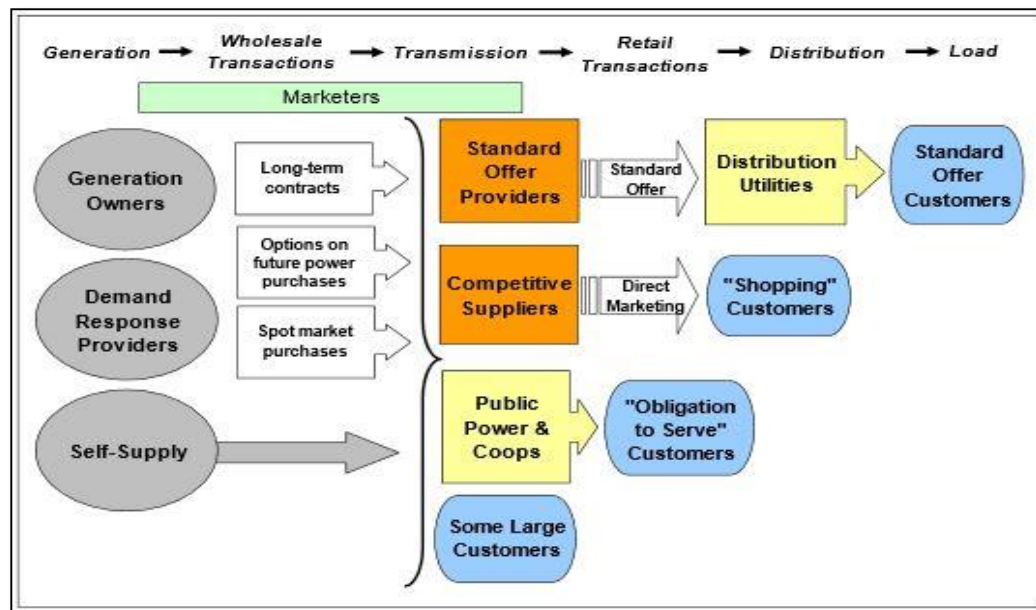 Generation
Wholesale
Transactions
Transmission
Retail
Transactions
Distribution
Load
Marketers
Generation
Owners
Demand
Response
Providers
Self-Supply
Long-term
contracts
Options on
future power
purchases
Spot market
purchases
Standard
Offer
Providers
Standard
Offer
Distribution
Utilities
Standard
Offer
Customers
Competitive
Suppliers
Direct
Marketing
"Shopping"
Customers
Public
Power &
Coops
"Obligation
to Serve"
Customers
Some Large
Customers